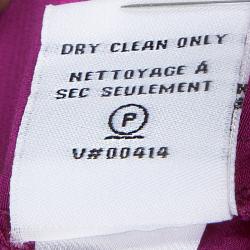 DRY CLEAN ONLY
NETTOYAGE À
SEC SEULEMENT
P
V#00414